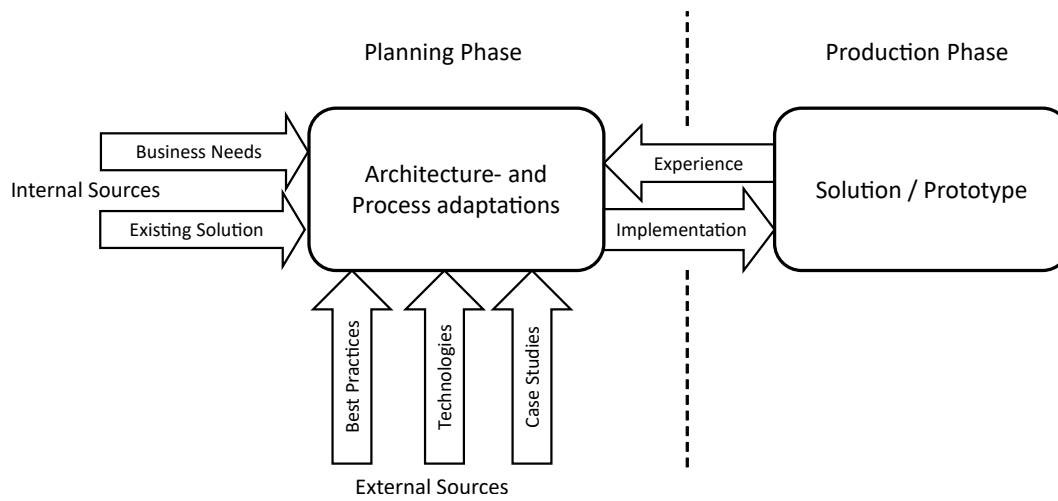 Planning Phase
Production Phase
Business Needs
Internal Sources
Existing Solution
Architecture- and
Process adaptations
Experience
Implementation
Solution / Prototype
Best Practices
Technologies
Case Studies
External Sources